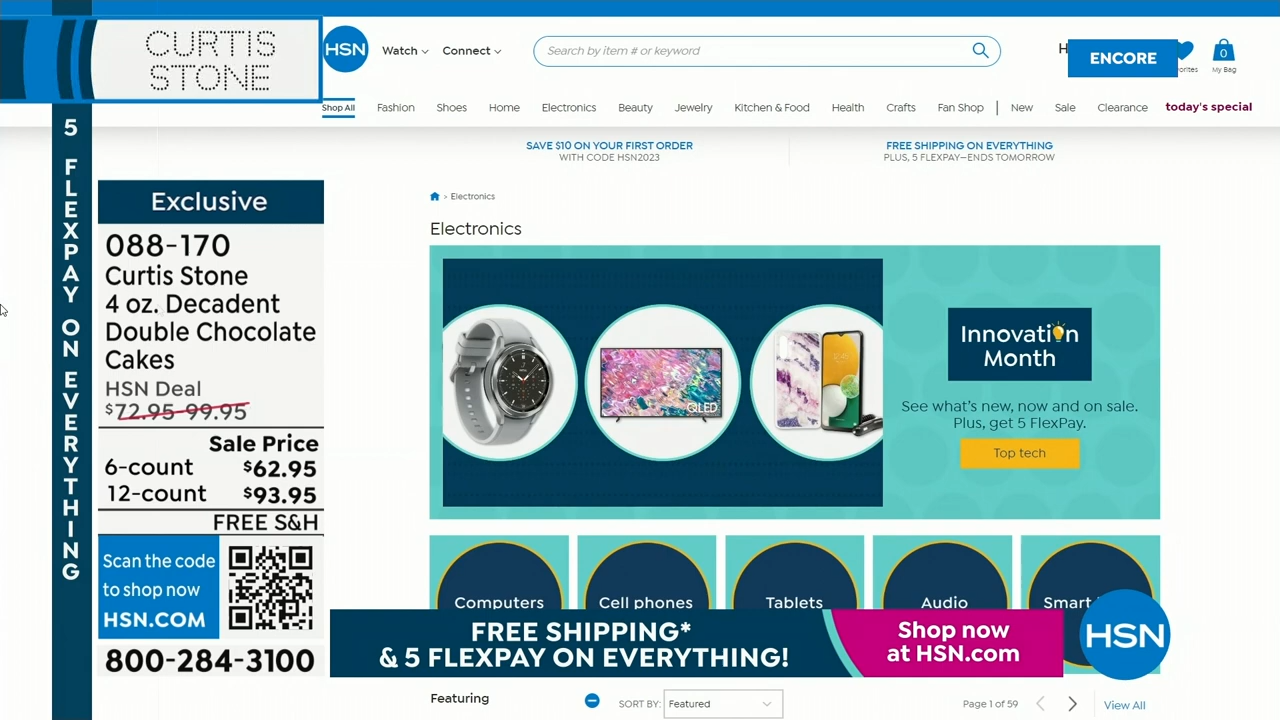 CURTIS
STONE
HSN
Watch
Connect
Search by item # or keyword
H
ENCORE
orites
0
My Bag
Shop All
Fashion
Shoes
Home
Electronics
Beauty
Jewelry
Kitchen & Food
Health
Crafts
Fan Shop
New
Sale
Clearance
today's special
SAVE $10 ON YOUR FIRST ORDER
WITH CODE HSN2023
FREE SHIPPING ON EVERYTHING
PLUS, 5 FLEXPAY—ENDS TOMORROW
5 FLEXPAY ON EVERYTHING
Exclusive
088-170
Curtis Stone
4 oz. Decadent
Double Chocolate
Cakes
HSN Deal
$72.95-99.95
Sale Price
6-count $62.95
12-count $93.95
FREE S&H
Scan the code
to shop now
HSN.COM
800-284-3100
> Electronics
Electronics
QLED
Innovation
Month
See what's new, now and on sale.
Plus, get 5 FlexPay.
Top tech
Computers
Cell phones
Tablets
Audio
Smart
FREE SHIPPING*
& 5 FLEXPAY ON EVERYTHING!
Shop now
at HSN.com
HSN
Featuring
SORT BY:
Featured
Page 1 of 59
View All